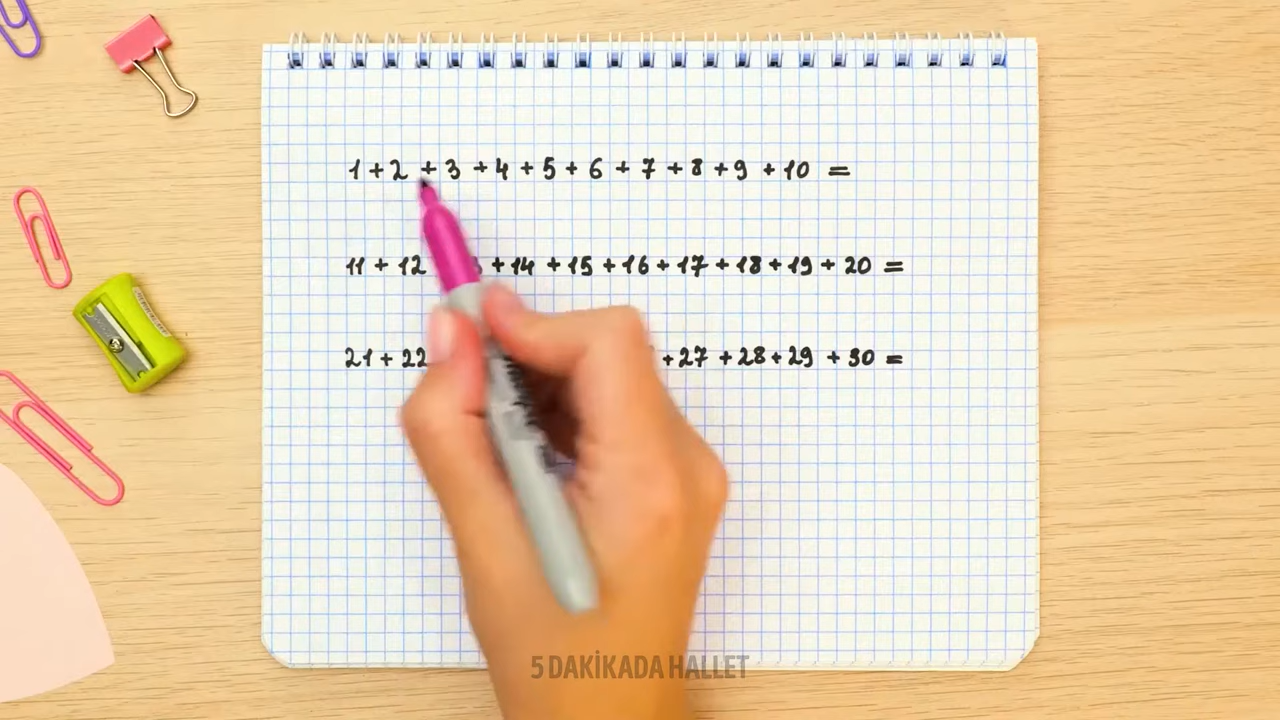 1 + 2 + 3 + 4 + 5 + 6 + 7 + 8 + 9 + 10 =
11 + 12 + 14 + 15 + 16 + 17 + 18 + 19 + 20 =
21 + 22 + 27 + 28 + 29 + 30 =
5 DAKİKADA HALLET